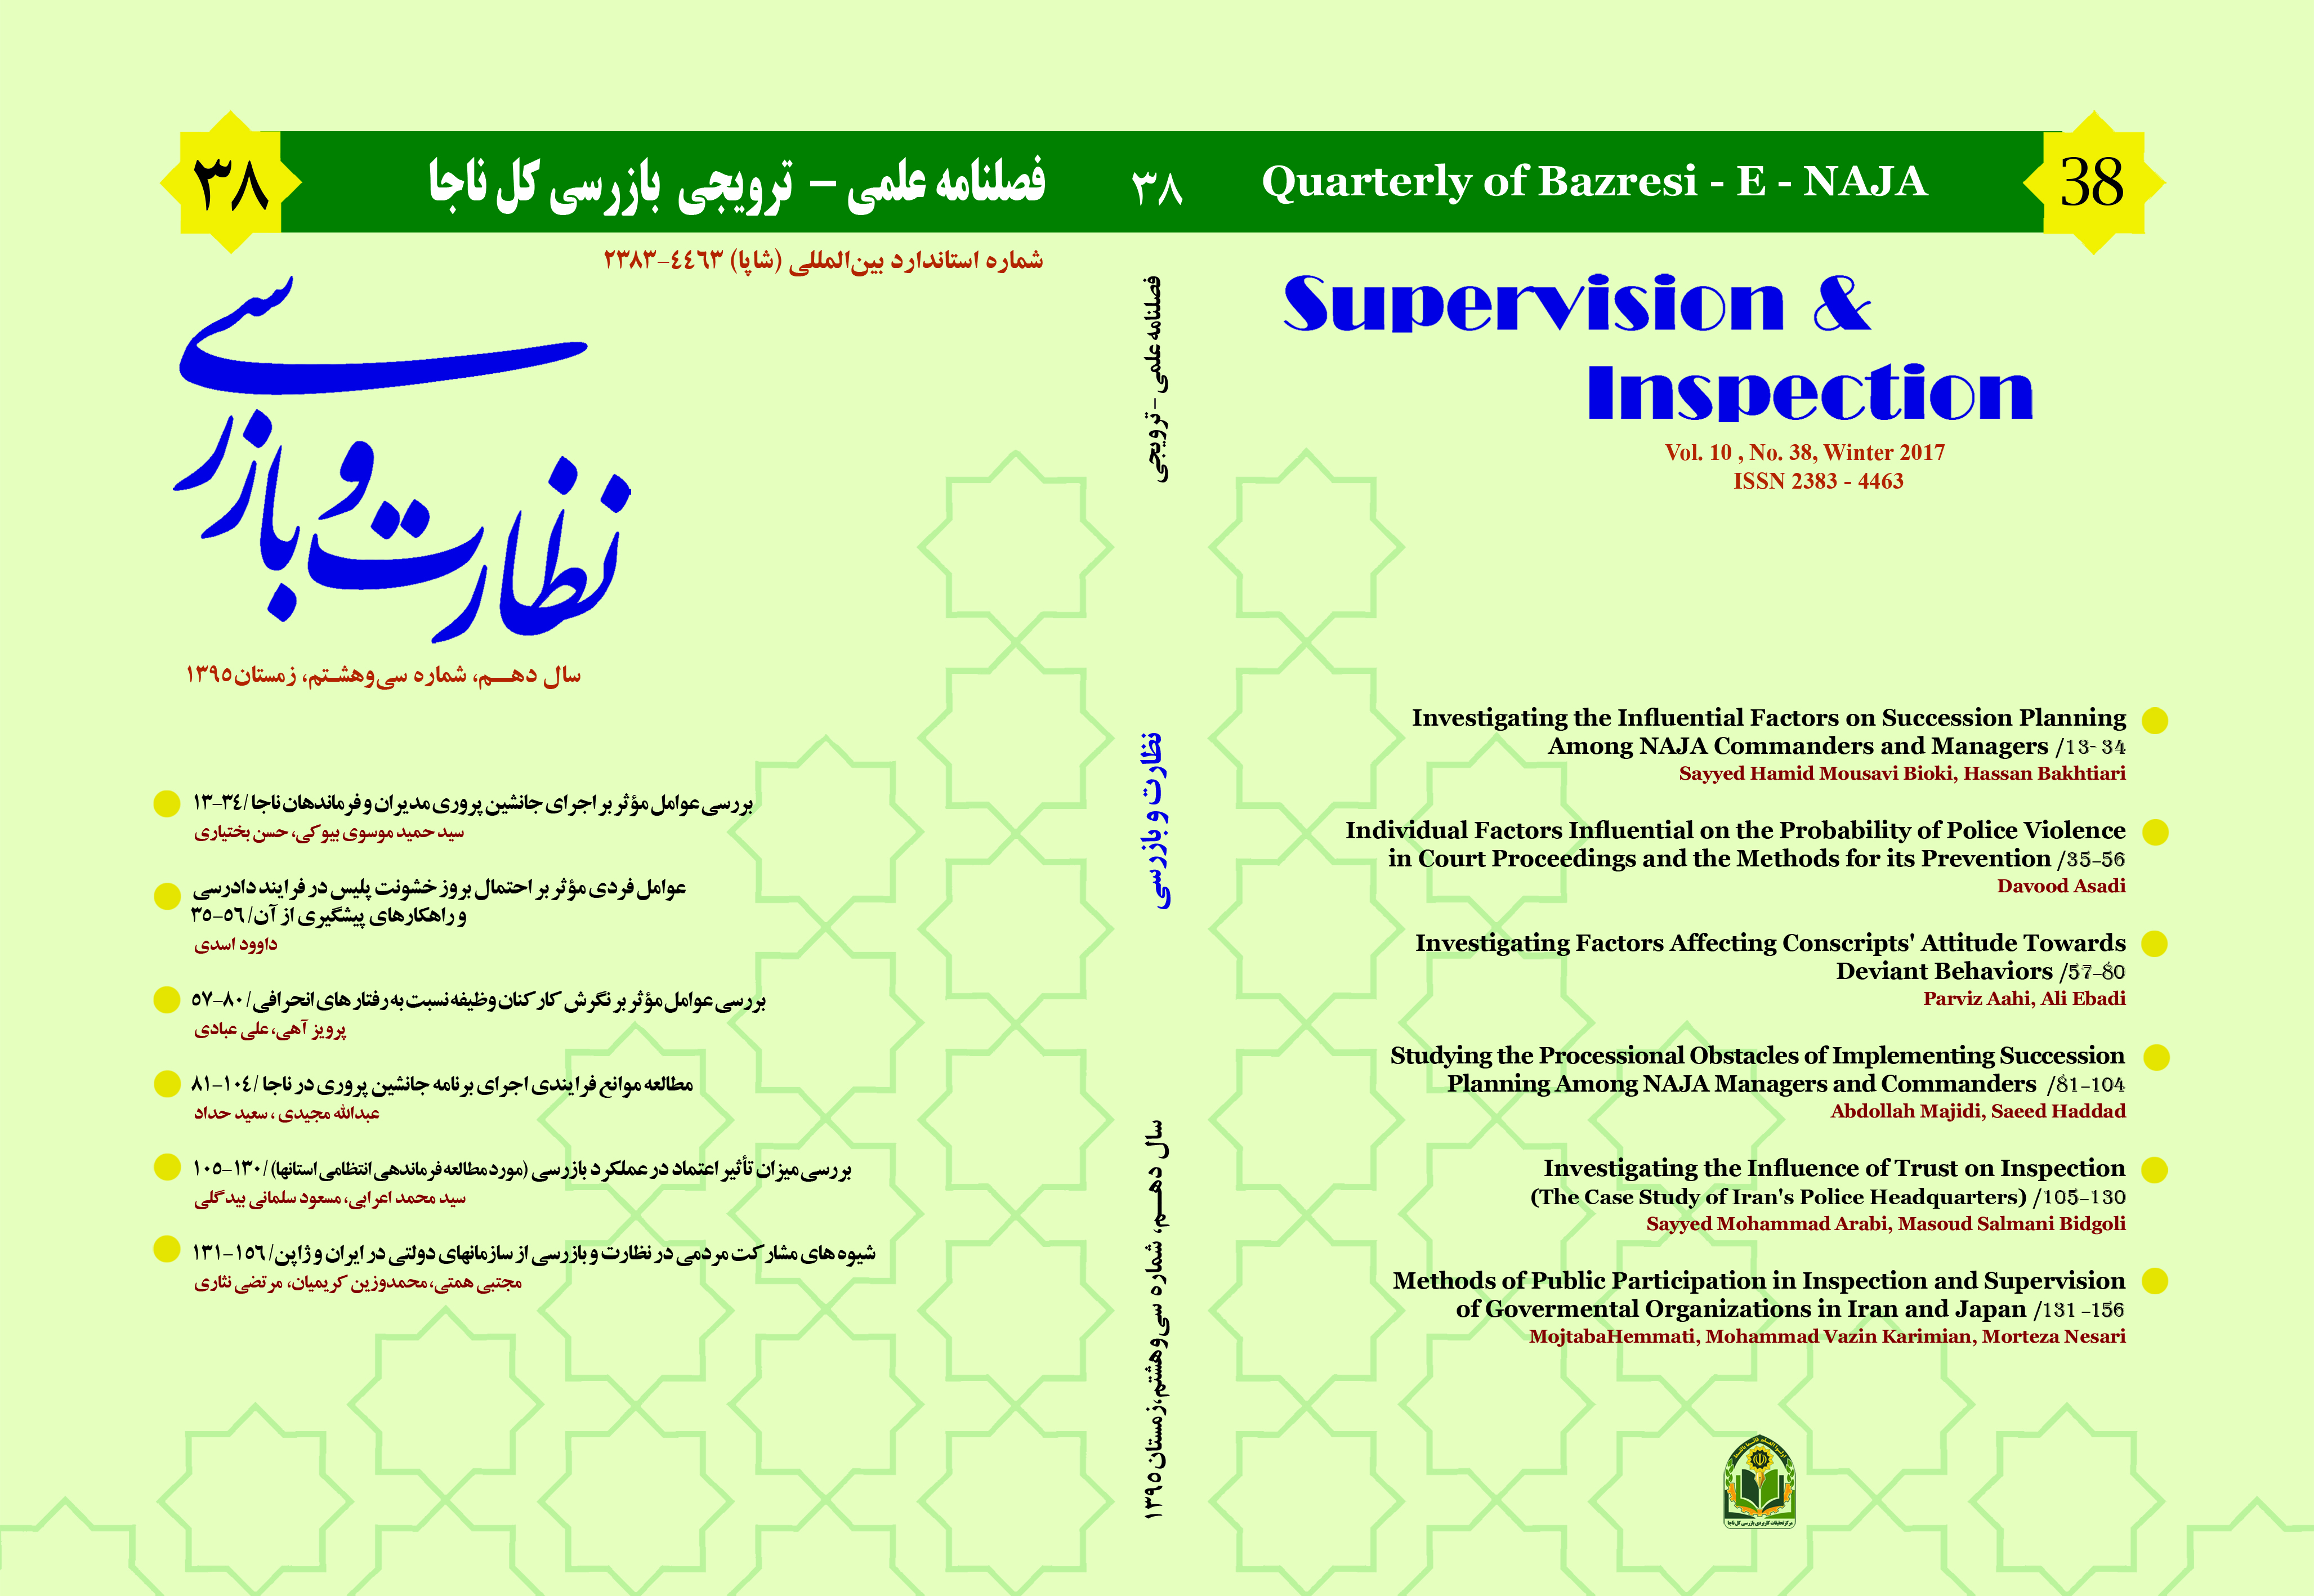 ۳۸
فصلنامه علمی – ترویجی بازرسی کل ناجا
شماره استاندارد بین‌المللی (شاپا) ۴۴۶۳-۲۳۸۳
نظارت و بازرسی
سال دهـــم، شماره سی‌وهشـتم، زمستان۱۳۹۵
بررسی عوامل مؤثر بر اجرای جانشین پروری مدیران و فرماندهان ناجا /۳۴-۱۳
سید حمید موسوی بیوکی، حسن بختیاری
عوامل فردی مؤثر بر احتمال بروز خشونت پلیس در فرایند دادرسی
و راهکارهای پیشگیری از آن/ ۵۶-۳۵
داوود اسدی
بررسی عوامل مؤثر بر نگرش کارکنان وظیفه نسبت به رفتارهای انحرافی/ ۸۰-۵۷
پرویز آهی، علی عبادی
مطالعه موانع فرایندی اجرای برنامه جانشین پروری در ناجا /۱۰۴-۸۱
عبدالله مجیدی ، سعید حداد
بررسی میزان تأثیر اعتماد در عملکرد بازرسی (مورد مطالعه فرماندهی انتظامی استانها) /۱۳۰-۱۰۵
سید محمد اعرابی، مسعود سلمانی بیدگلی
شیوه های مشارکت مردمی در نظارت و بازرسی از سازمانهای دولتی در ایران و ژاپن/ ۱۵۶-۱۳۱
مجتبی همتی، محمدوزین کریمیان، مرتضی نثاری
۳۸
فصلنامه علمی - ترویجی
نظارت و بازرسی
سال دهـــم، شماره سی‌وهشتم،زمستان۱۳۹۵
Quarterly of Bazresi - E - NAJA
38
Supervision &
Inspection
Vol. 10 , No. 38, Winter 2017
ISSN 2383 - 4463
Investigating the Influential Factors on Succession Planning
Among NAJA Commanders and Managers /13- 34
Sayyed Hamid Mousavi Bioki, Hassan Bakhtiari
Individual Factors Influential on the Probability of Police Violence
in Court Proceedings and the Methods for its Prevention /35-56
Davood Asadi
Investigating Factors Affecting Conscripts' Attitude Towards
Deviant Behaviors /57-80
Parviz Aahi, Ali Ebadi
Studying the Processional Obstacles of Implementing Succession
Planning Among NAJA Managers and Commanders /81-104
Abdollah Majidi, Saeed Haddad
Investigating the Influence of Trust on Inspection
(The Case Study of Iran's Police Headquarters) /105-130
Sayyed Mohammad Arabi, Masoud Salmani Bidgoli
Methods of Public Participation in Inspection and Supervision
of Govermental Organizations in Iran and Japan /131 -156
MojtabaHemmati, Mohammad Vazin Karimian, Morteza Nesari
مرکز تحقیقات کاربردی بازرسی کل ناجا